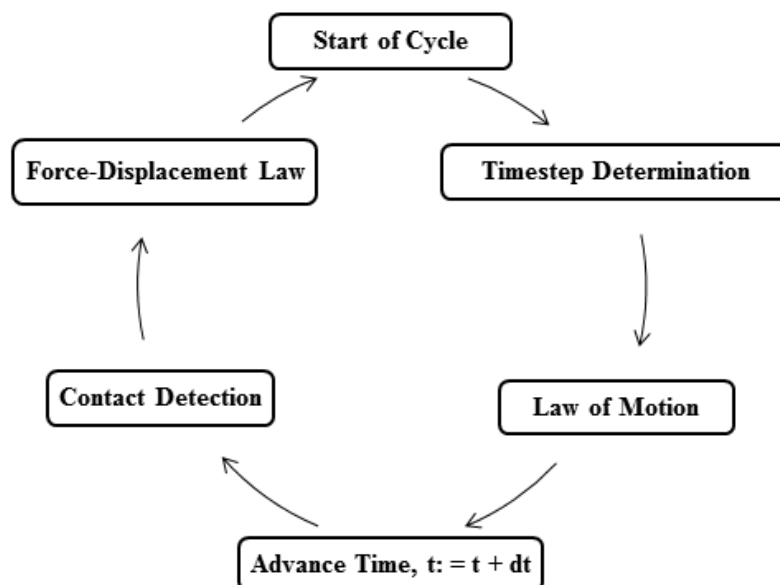 Start of Cycle
Force-Displacement Law
Timestep Determination
Contact Detection
Law of Motion
Advance Time, t: = t + dt